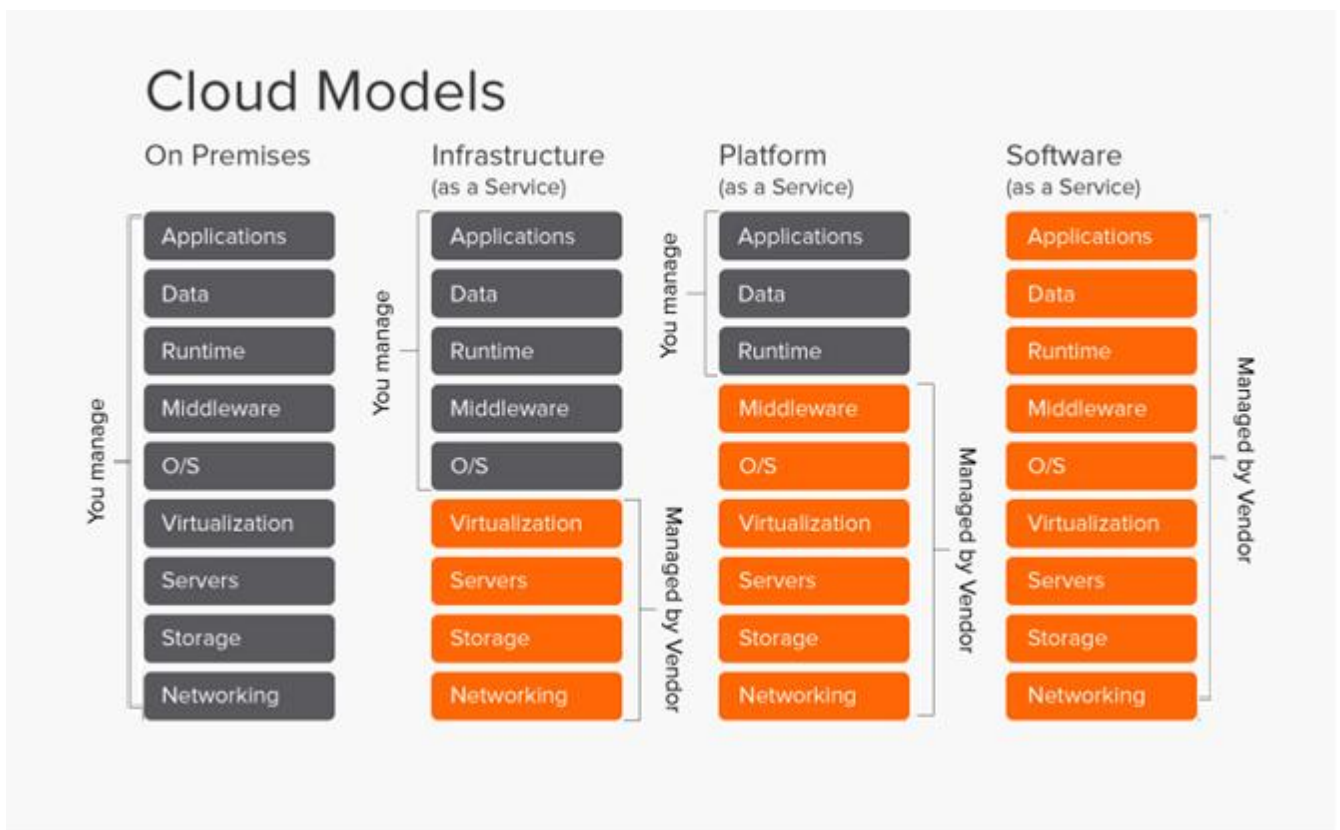 Cloud Models
On Premises
You manage
Applications
Data
Runtime
Middleware
O/S
Virtualization
Servers
Storage
Networking
Infrastructure
(as a Service)
You manage
Applications
Data
Runtime
Middleware
O/S
Virtualization
Servers
Storage
Networking
Managed by Vendor
Platform
(as a Service)
You manage
Applications
Data
Runtime
Middleware
O/S
Virtualization
Servers
Storage
Networking
Managed by Vendor
Software
(as a Service)
Applications
Data
Runtime
Middleware
O/S
Virtualization
Servers
Storage
Networking
Managed by Vendor